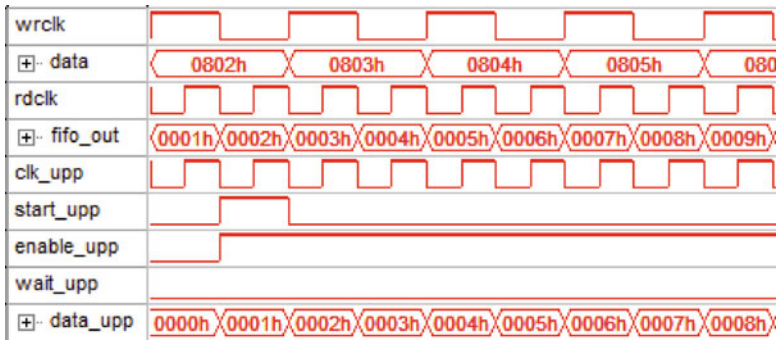 wrclk
data 0802h 0803h 0804h 0805h 080
rdclk
fifo_out 0001h 0002h 0003h 0004h 0005h 0006h 0007h 0008h 0009h
clk_upp
start_upp
enable_upp
wait_upp
data_upp 0000h 0001h 0002h 0003h 0004h 0005h 0006h 0007h 0008h